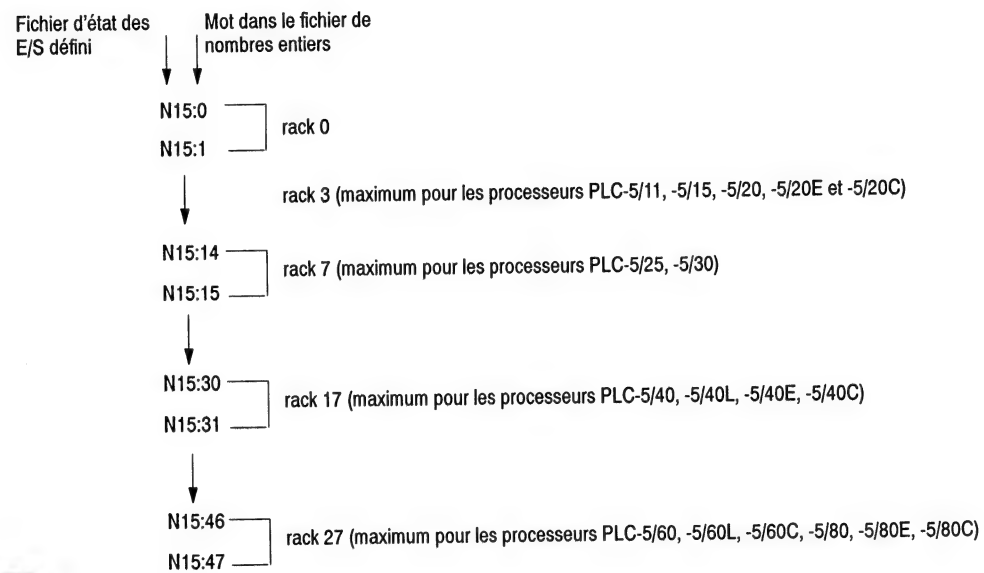 Fichier d'état des
E/S défini
Mot dans le fichier de
nombres entiers
N15:0
N15:1
rack 0
rack 3 (maximum pour les processeurs PLC-5/11, -5/15, -5/20, -5/20E et -5/20C)
N15:14
N15:15
rack 7 (maximum pour les processeurs PLC-5/25, -5/30)
N15:30
N15:31
rack 17 (maximum pour les processeurs PLC-5/40, -5/40L, -5/40E, -5/40C)
N15:46
N15:47
rack 27 (maximum pour les processeurs PLC-5/60, -5/60L, -5/60C, -5/80, -5/80E, -5/80C)